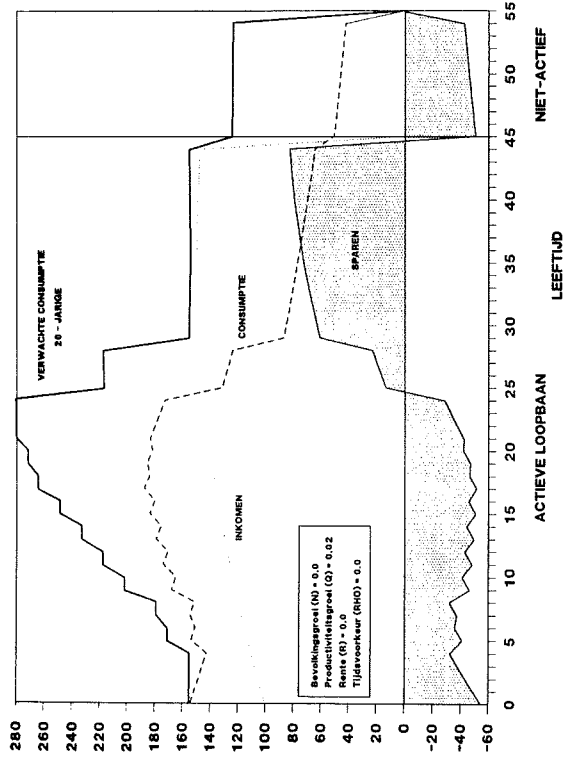 280
260
240
220
200
180
160
140
120
100
80
60
40
20
0
-20
-40
-60
VERWACHTE CONSUMPTIE
20 - JARIGE
CONSUMPTIE
INKOMEN
SPAREN
Bevolkingsgroei (N) = 0.0
Productiviteitsgroei (Q) = 0.02
Rente (R) = 0.0
Tijdsvoorkeur (RHO) = 0.0
0 5 10 15 20 25 30 35 40 45 50 55
ACTIEVE LOOPBAAN NIET-ACTIEF
LEEFTIJD